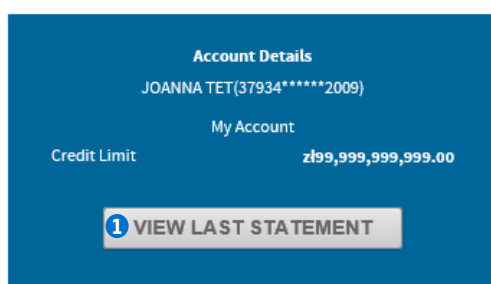 Account Details
JOANNA TET(37934******2009)
My Account
Credit Limit zł99,999,999,999.00
1 VIEW LAST STATEMENT